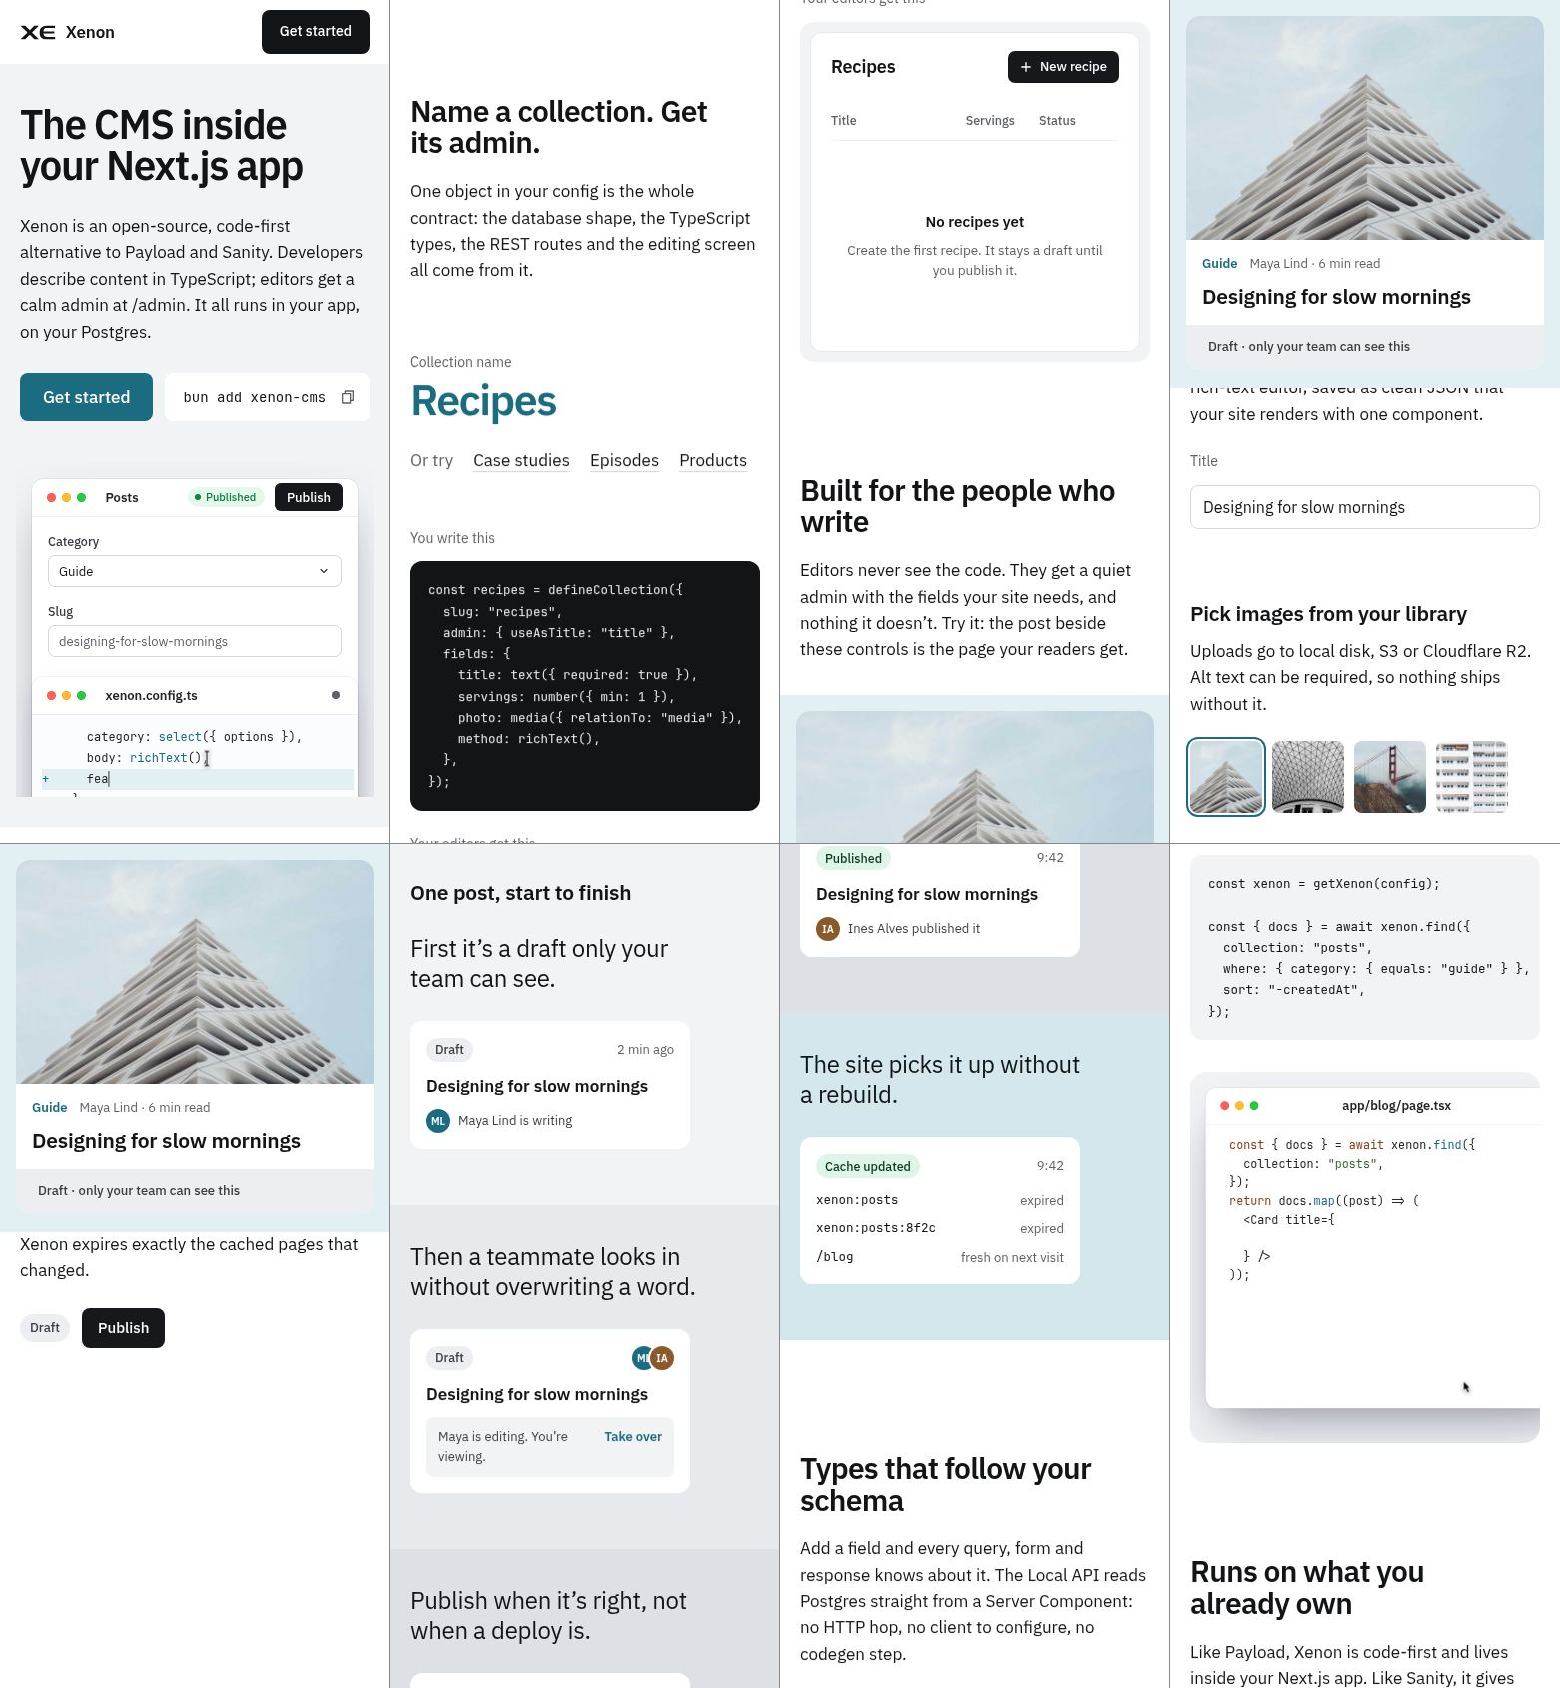 XE Xenon
Get started
The CMS inside
your Next.js app
Xenon is an open-source, code-first
alternative to Payload and Sanity. Developers
describe content in TypeScript; editors get a
calm admin at /admin. It all runs in your app,
on your Postgres.
Get started
bun add xenon-cms
Posts
Published
Publish
Category
Guide
Slug
designing-for-slow-mornings
xenon.config.ts
category: select({ options }),
body: richText(),
+ fea
Name a collection. Get
its admin.
One object in your config is the whole
contract: the database shape, the TypeScript
types, the REST routes and the editing screen
all come from it.
Collection name
Recipes
Or try Case studies Episodes Products
You write this
const recipes = defineCollection({
slug: "recipes",
admin: { useAsTitle: "title" },
fields: {
title: text({ required: true }),
servings: number({ min: 1 }),
photo: media({ relationTo: "media" }),
method: richText(),
},
});
Your editors get this
Your editors get this
Recipes
+ New recipe
Title Servings Status
No recipes yet
Create the first recipe. It stays a draft until
you publish it.
Built for the people who
write
Editors never see the code. They get a quiet
admin with the fields your site needs, and
nothing it doesn’t. Try it: the post beside
these controls is the page your readers get.
Guide Maya Lind · 6 min read
Designing for slow mornings
Draft · only your team can see this
rich-text editor, saved as clean JSON that
your site renders with one component.
Title
Designing for slow mornings
Pick images from your library
Uploads go to local disk, S3 or Cloudflare R2.
Alt text can be required, so nothing ships
without it.
Guide Maya Lind · 6 min read
Designing for slow mornings
Draft · only your team can see this
Xenon expires exactly the cached pages that
changed.
Draft
Publish
One post, start to finish
First it’s a draft only your
team can see.
Draft 2 min ago
Designing for slow mornings
ML Maya Lind is writing
Then a teammate looks in
without overwriting a word.
Draft ML IA
Designing for slow mornings
Maya is editing. You’re
viewing.
Take over
Publish when it’s right, not
when a deploy is.
Published 9:42
Designing for slow mornings
IA Ines Alves published it
The site picks it up without
a rebuild.
Cache updated 9:42
xenon:posts expired
xenon:posts:8f2c expired
/blog fresh on next visit
Types that follow your
schema
Add a field and every query, form and
response knows about it. The Local API reads
Postgres straight from a Server Component:
no HTTP hop, no client to configure, no
codegen step.
const xenon = getXenon(config);
const { docs } = await xenon.find({
collection: "posts",
where: { category: { equals: "guide" } },
sort: "-createdAt",
});
app/blog/page.tsx
const { docs } = await xenon.find({
collection: "posts",
});
return docs.map((post) => (
<Card title={
} />
));
Runs on what you
already own
Like Payload, Xenon is code-first and lives
inside your Next.js app. Like Sanity, it gives